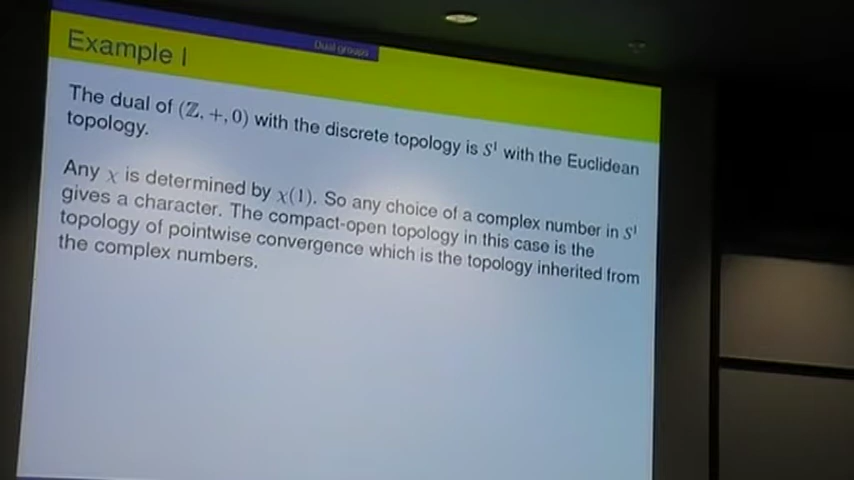 Dual groups
Example I
The dual of (ℤ, +, 0) with the discrete topology is S¹ with the Euclidean
topology.
Any χ is determined by χ(1). So any choice of a complex number in S¹
gives a character. The compact-open topology in this case is the
topology of pointwise convergence which is the topology inherited from
the complex numbers.